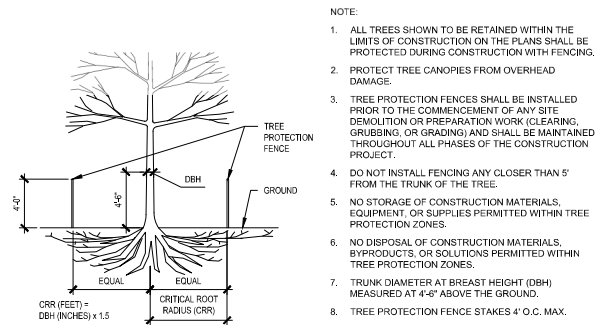 TREE
PROTECTION
FENCE
DBH
GROUND
4'-0"
4'-6"
EQUAL
EQUAL
CRITICAL ROOT
RADIUS (CRR)
CRR (FEET) =
DBH (INCHES) x 1.5
NOTE:
1. ALL TREES SHOWN TO BE RETAINED WITHIN THE
LIMITS OF CONSTRUCTION ON THE PLANS SHALL BE
PROTECTED DURING CONSTRUCTION WITH FENCING.
2. PROTECT TREE CANOPIES FROM OVERHEAD
DAMAGE.
3. TREE PROTECTION FENCES SHALL BE INSTALLED
PRIOR TO THE COMMENCEMENT OF ANY SITE
DEMOLITION OR PREPARATION WORK (CLEARING,
GRUBBING, OR GRADING) AND SHALL BE MAINTAINED
THROUGHOUT ALL PHASES OF THE CONSTRUCTION
PROJECT.
4. DO NOT INSTALL FENCING ANY CLOSER THAN 5'
FROM THE TRUNK OF THE TREE.
5. NO STORAGE OF CONSTRUCTION MATERIALS,
EQUIPMENT, OR SUPPLIES PERMITTED WITHIN TREE
PROTECTION ZONES.
6. NO DISPOSAL OF CONSTRUCTION MATERIALS,
BYPRODUCTS, OR SOLUTIONS PERMITTED WITHIN
TREE PROTECTION ZONES.
7. TRUNK DIAMETER AT BREAST HEIGHT (DBH)
MEASURED AT 4'-6" ABOVE THE GROUND.
8. TREE PROTECTION FENCE STAKES 4' O.C. MAX.